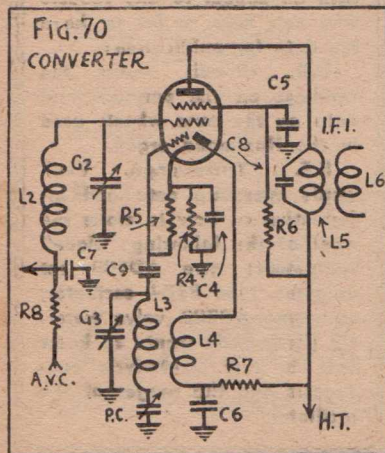 FIG.70
CONVERTER
C5
C8
I.F.I.
G2
L2
L6
R5
R6
L5
C7
R4
C4
C9
R8
L3
G3
L4
R7
A.V.C.
P.C.
C6
H.T.